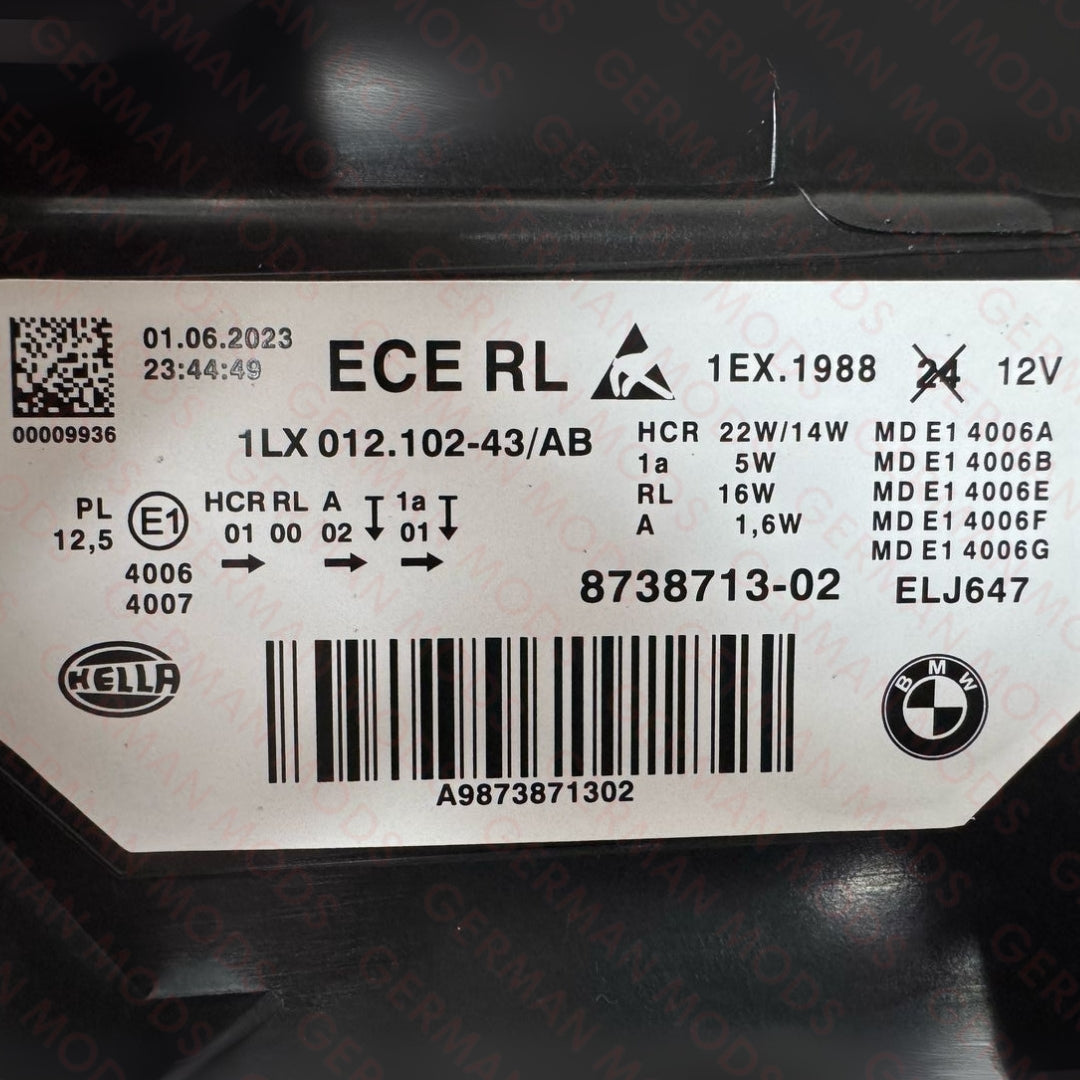 01.06.2023
23:44:49
00009936
ECE RL
1EX.1988 24 12V
1LX 012.102-43/AB
HCR 22W/14W
1a 5W
RL 16W
A 1,6W
MD E1 4006A
MD E1 4006B
MD E1 4006E
MD E1 4006F
MD E1 4006G
PL
12,5
E1
HCR RL A 1a
01 00 02 01
4006
4007
8738713-02
ELJ647
HELLA
BMW
A9873871302
GERMAN MODS